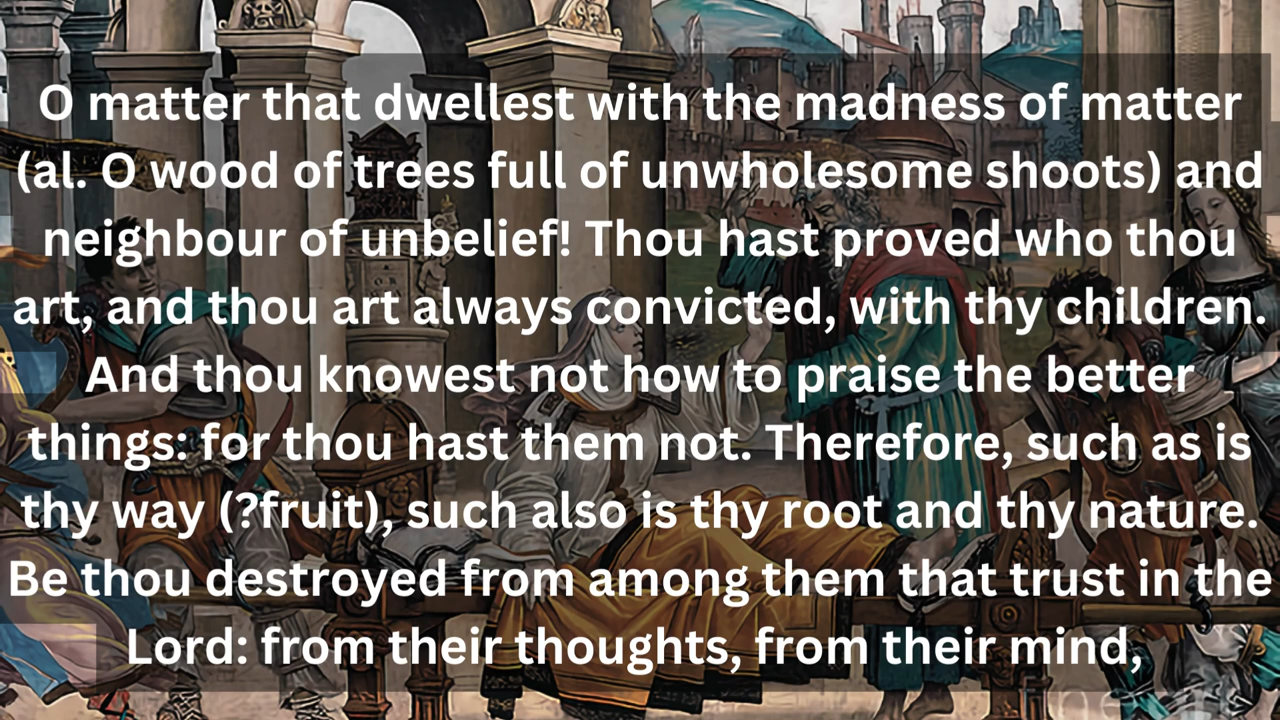 O matter that dwellest with the madness of matter
(al. O wood of trees full of unwholesome shoots) and
neighbour of unbelief! Thou hast proved who thou
art, and thou art always convicted, with thy children.
And thou knowest not how to praise the better
things: for thou hast them not. Therefore, such as is
thy way (?fruit), such also is thy root and thy nature.
Be thou destroyed from among them that trust in the
Lord: from their thoughts, from their mind,